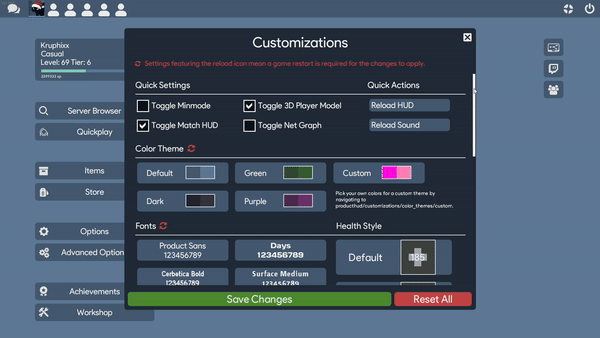 Kruphixx
Casual
Level: 69 Tier: 6
Search Browser
Quickplay
Items
Store
Options
Advanced Option
Achievements
Workshop
Customizations
Settings featuring the reload icon mean a game restart is required for the changes to apply.
Quick Settings
Quick Actions
Toggle Minmode
Toggle 3D Player Model
Reload HUD
Toggle Match HUD
Toggle Net Graph
Reload Sound
Color Theme
Default
Green
Custom
Dark
Purple
Pick your own colors for a custom theme by
navigating to
producthud/customizations/color_themes/custom.
Fonts
Health Style
Product Sans
123456789
Days
123456789
Default
185
Cerbetica Bold
123456789
Surface Medium
123456789
Save Changes
Reset All